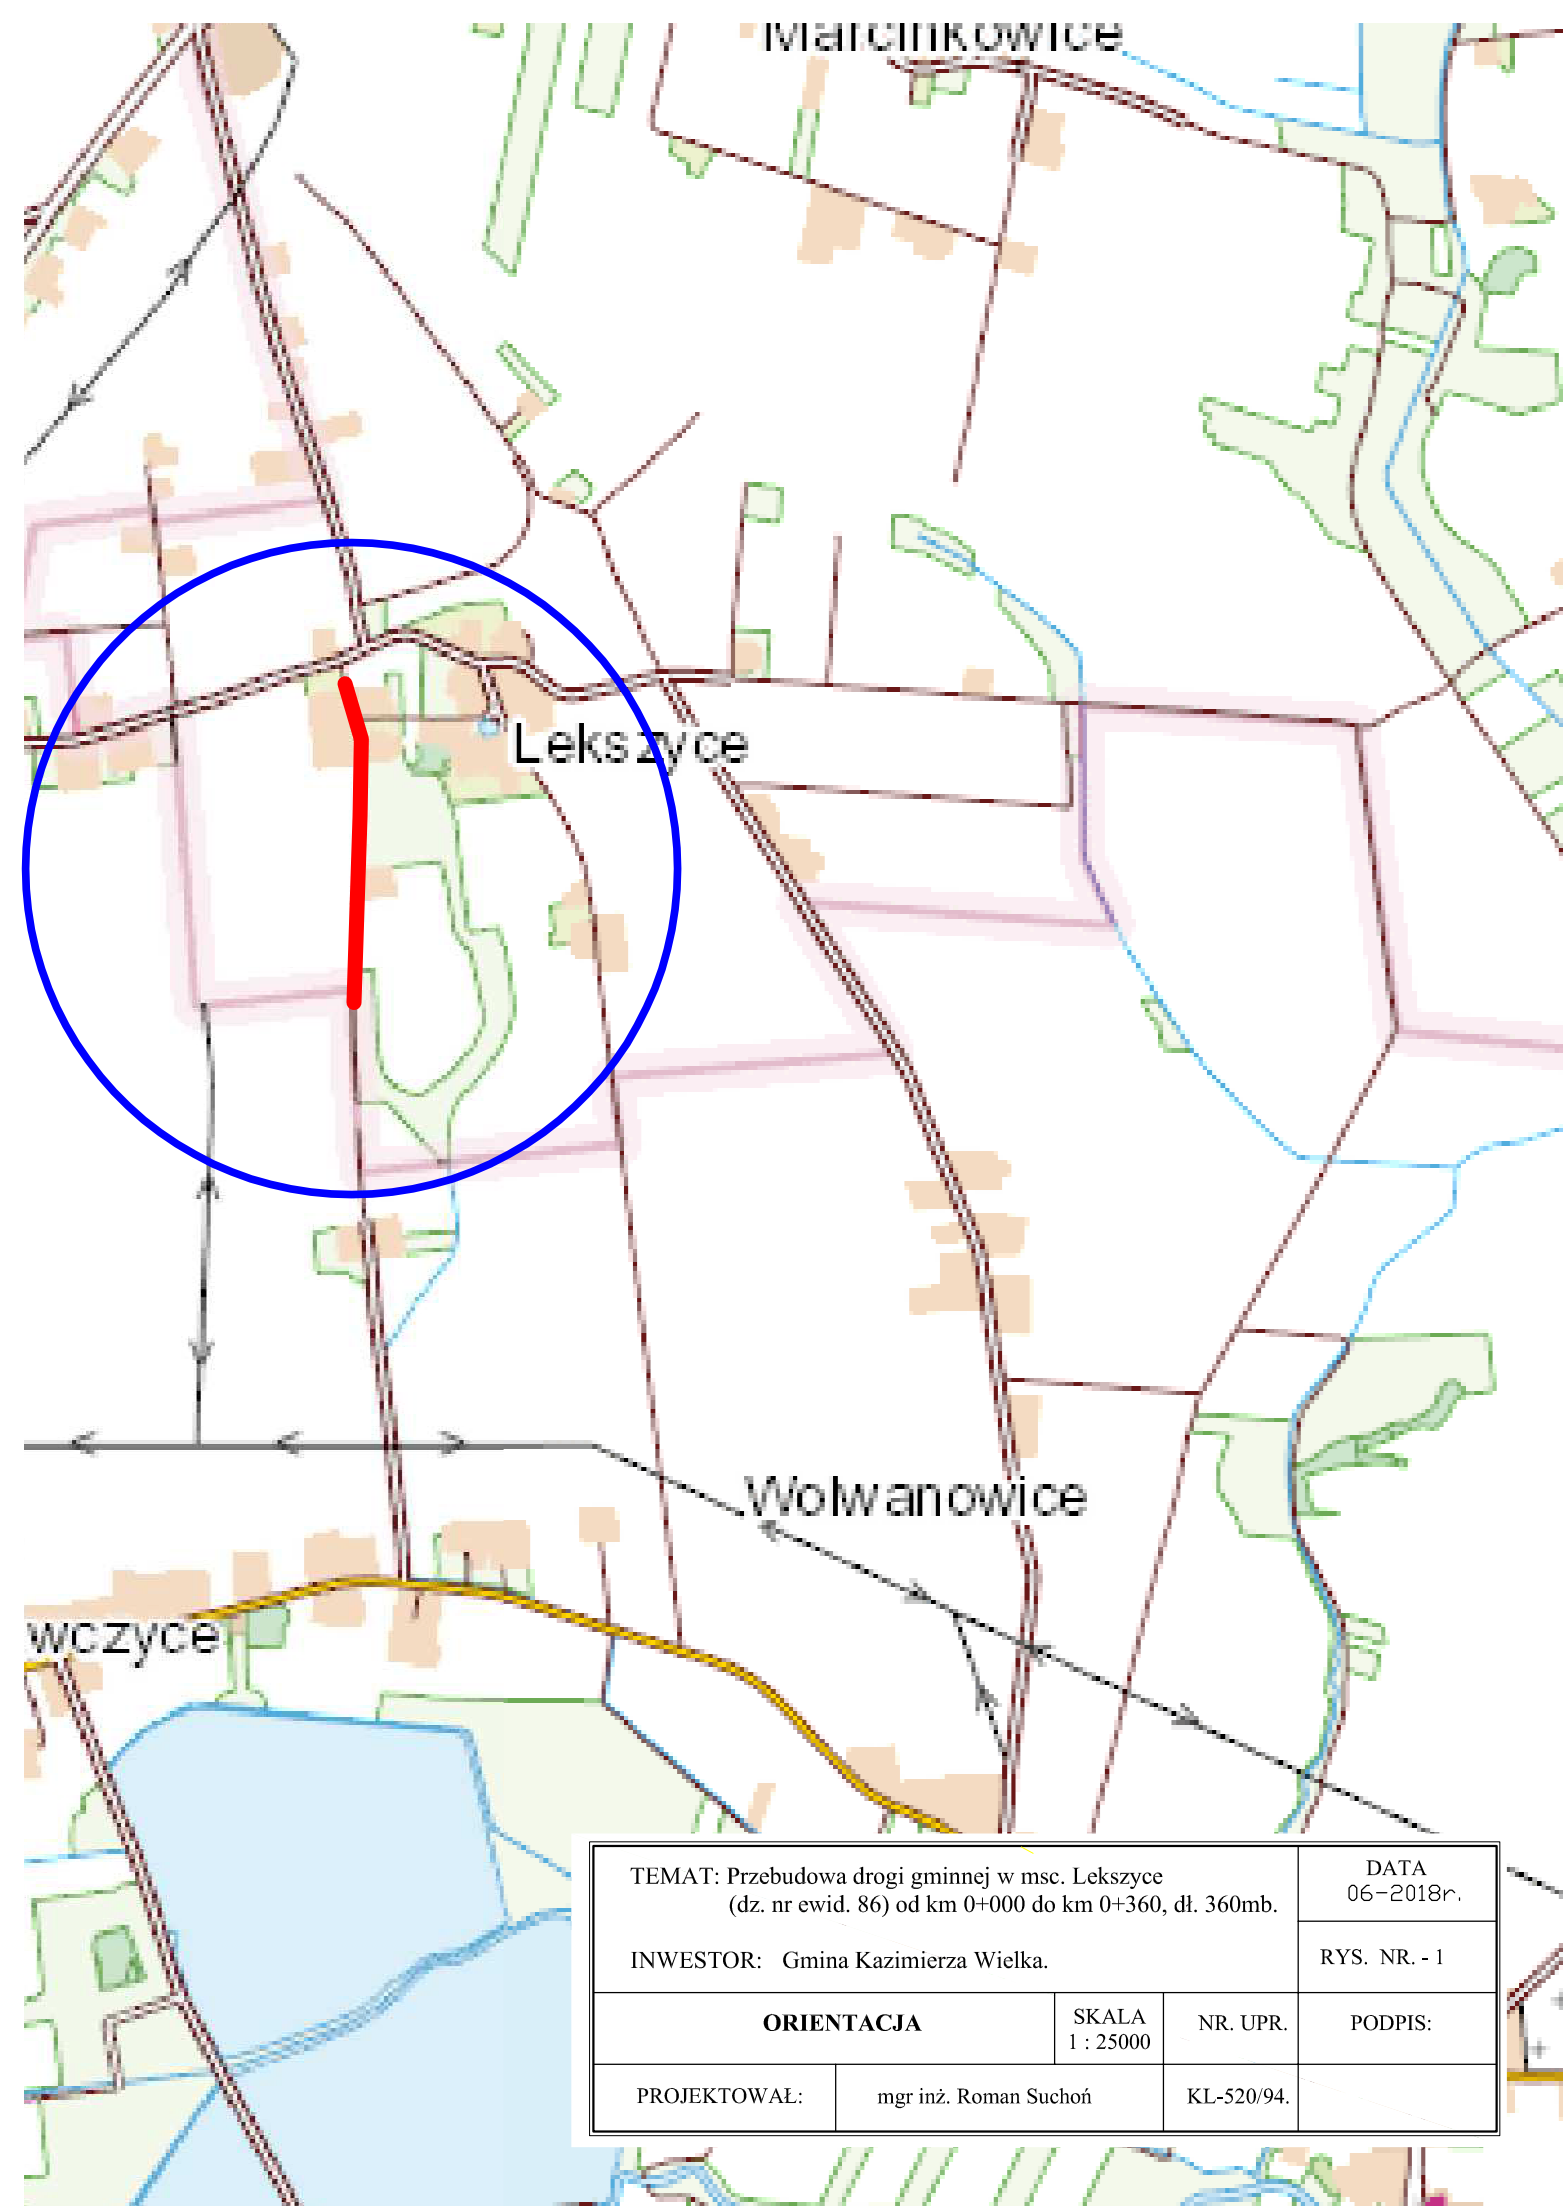 Marcinkowice
Lekszyce
Wolwanowice
wczyce
TEMAT: Przebudowa drogi gminnej w msc. Lekszyce
(dz. nr ewid. 86) od km 0+000 do km 0+360, dł. 360mb.
DATA
06-2018r.
INWESTOR: Gmina Kazimierza Wielka.
RYS. NR. - 1
ORIENTACJA
SKALA
1 : 25000
NR. UPR.
PODPIS:
PROJEKTOWAŁ:
mgr inż. Roman Suchoń
KL-520/94.